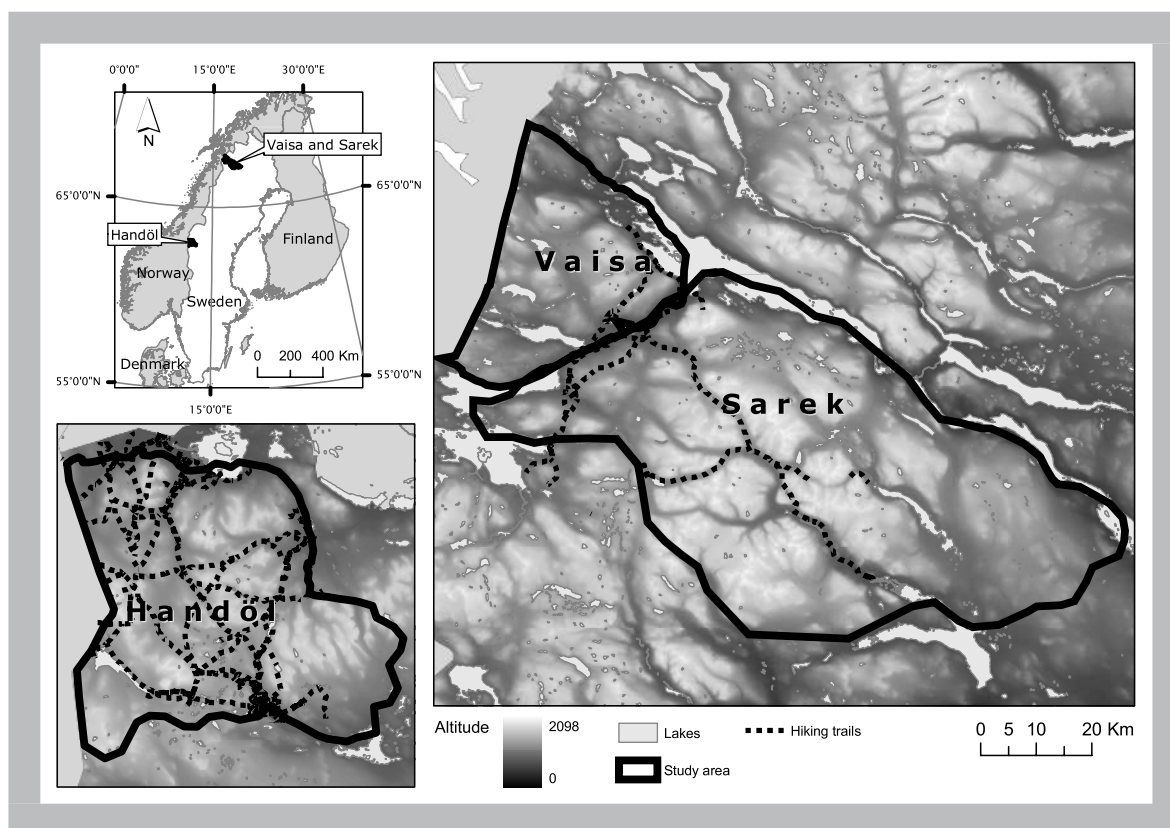 0°0'0"
15°0'0"E
30°0'0"E
N
Vaisa and Sarek
65°0'0"N
65°0'0"N
Handöl
Finland
Norway
Sweden
0 200 400 Km
Denmark
55°0'0"N
55°0'0"N
15°0'0"E
Vaisa
Sarek
Handöl
Altitude
2098
0
Lakes
Study area
Hiking trails
0 5 10 20 Km